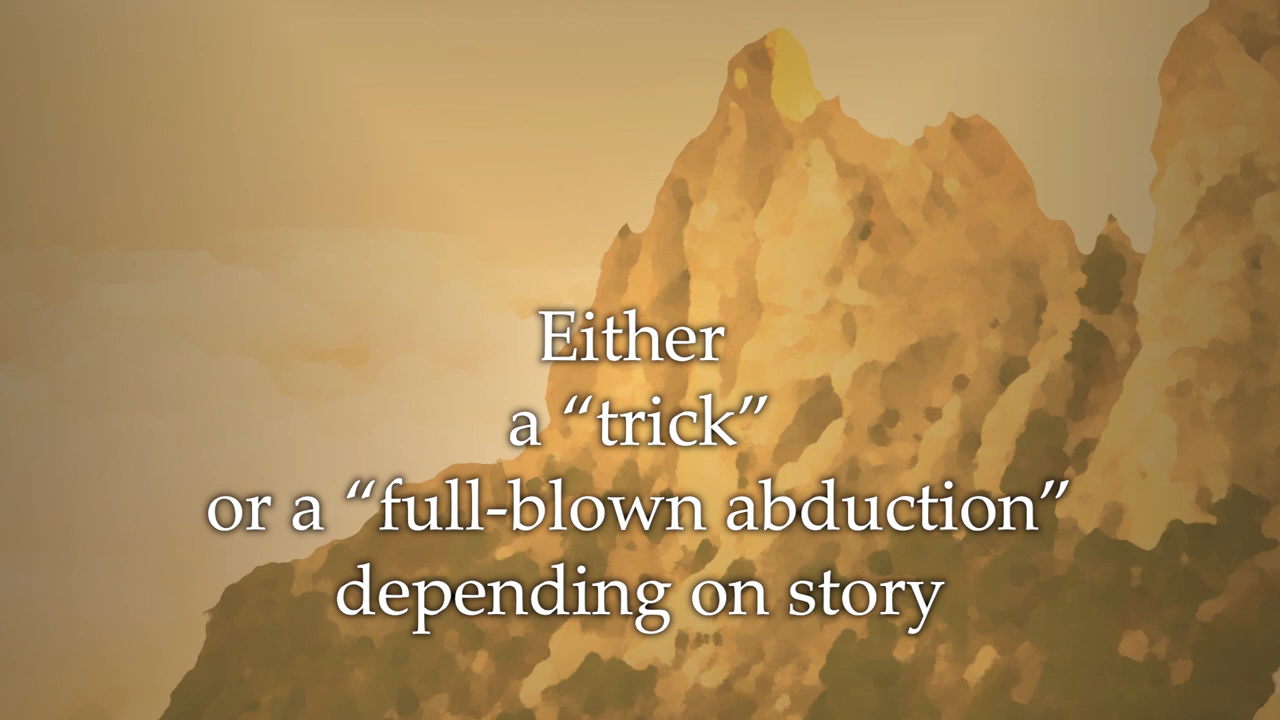 Either
a “trick”
or a “full-blown abduction”
depending on story